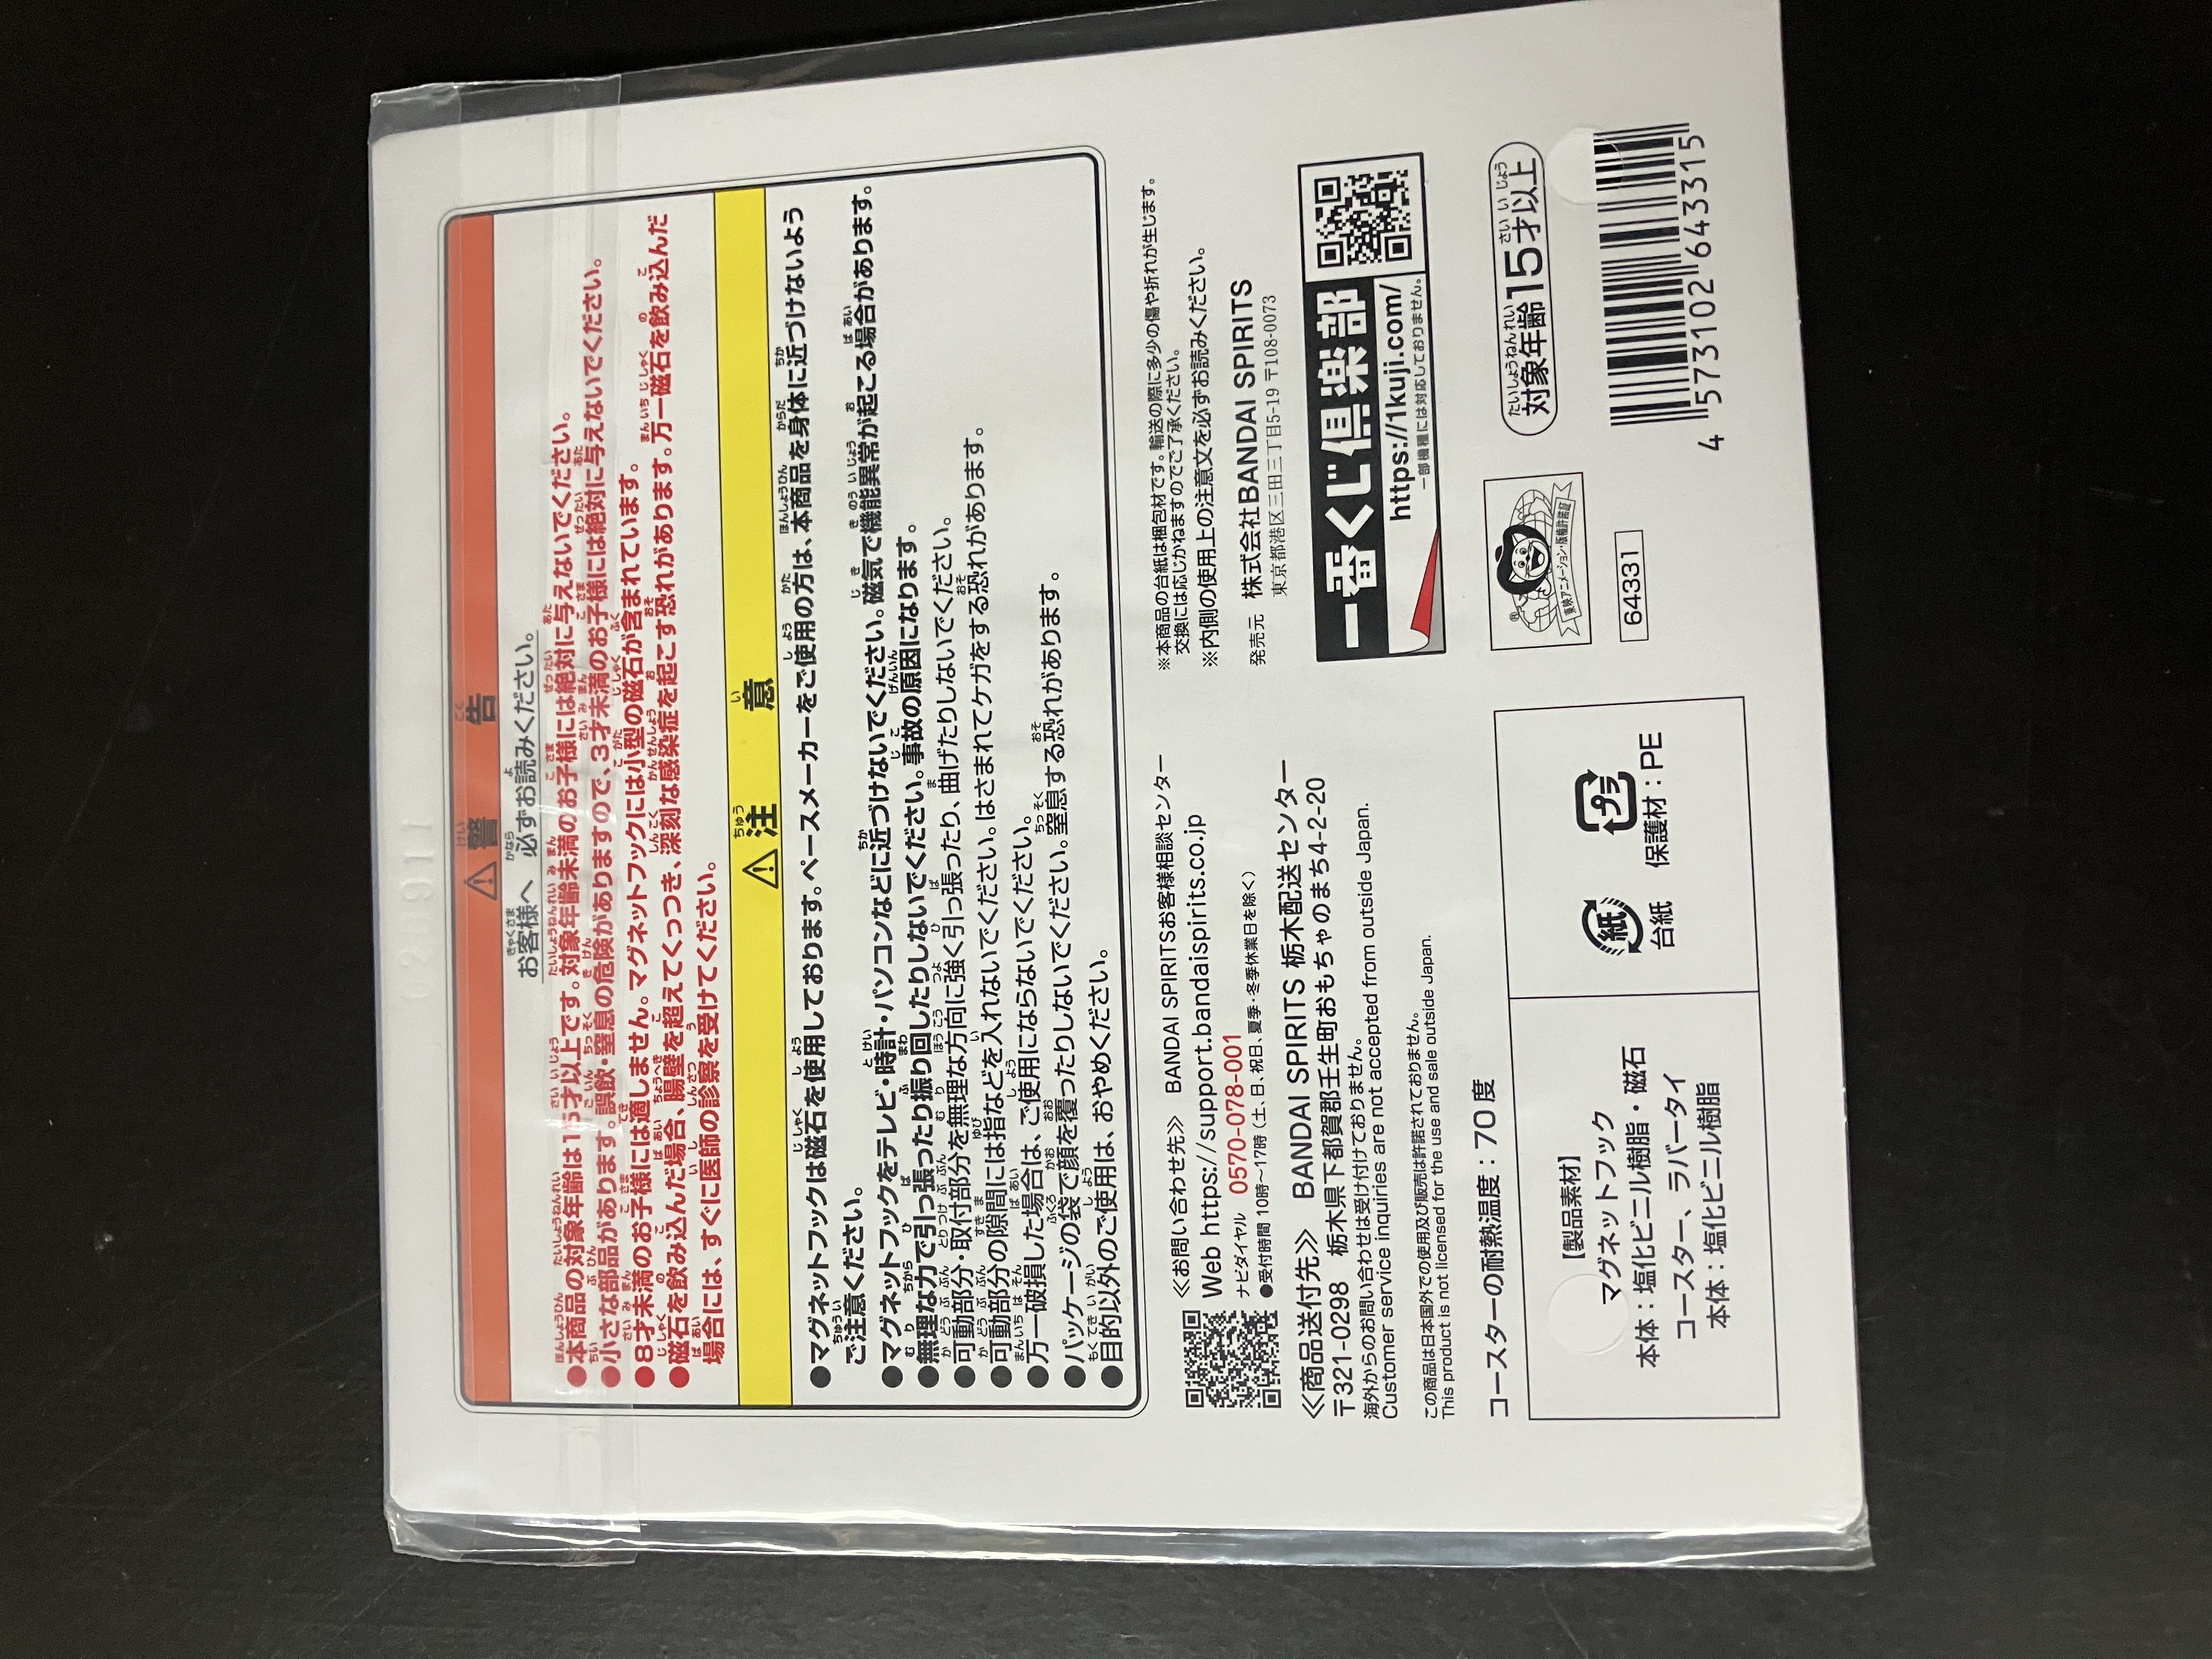 020911
警告
お客様へ 必ずお読みください。
●本商品の対象年齢は15才以上です。対象年齢未満のお子様には絶対に与えないでください。
●小さな部品があります。誤飲・窒息の危険がありますので、3才未満のお子様には絶対に与えないでください。
●8才未満のお子様には適しません。マグネットフックには小型の磁石が含まれています。
●磁石を飲み込んだ場合、腸壁を超えてくっつき、深刻な感染症を起こす恐れがあります。万一磁石を飲み込んだ
場合には、すぐに医師の診察を受けてください。
注意
●マグネットフックは磁石を使用しております。ペースメーカーをご使用の方は、本商品を身体に近づけないよう
ご注意ください。
●マグネットフックをテレビ・時計・パソコンなどに近づけないでください。磁気で機能異常が起こる場合があります。
●無理な力で引っ張ったり振り回したりしないでください。事故の原因になります。
●可動部分・取付部分を無理な方向に強く引っ張ったり、曲げたりしないでください。
●可動部分の隙間には指などを入れないでください。はさまれてケガをする恐れがあります。
●万一破損した場合は、ご使用にならないでください。
●パッケージの袋で顔を覆ったりしないでください。窒息する恐れがあります。
●目的以外のご使用は、おやめください。
≪お問い合わせ先≫ BANDAI SPIRITSお客様相談センター
Web https://support.bandaispirits.co.jp
ナビダイヤル 0570-078-001
●受付時間 10時～17時(土、日、祝日、夏季・冬季休業日を除く)
≪商品送付先≫ BANDAI SPIRITS 栃木配送センター
〒321-0298 栃木県下都賀郡壬生町おもちゃのまち4-2-20
海外からのお問い合わせは受け付けておりません。
Customer service inquiries are not accepted from outside Japan.
この商品は日本国外での使用及び販売は許諾されておりません。
This product is not licensed for the use and sale outside Japan.
コースターの耐熱温度：70度
【製品素材】
マグネットフック
本体：塩化ビニル樹脂・磁石
コースター、ラバータイ
本体：塩化ビニル樹脂
紙
台紙
プラ
保護材：PE
※本商品の台紙は梱包材です。輸送の際に多少の傷や折れが生じます。
交換には応じかねますのでご了承ください。
※内側の使用上の注意文を必ずお読みください。
発売元 株式会社BANDAI SPIRITS
東京都港区三田三丁目5-19 〒108-0073
一番くじ倶楽部
https://1kuji.com/
一部機種には対応しておりません。
東映アニメーション・版権許諾証
対象年齢15才以上
64331
4 573102 643315